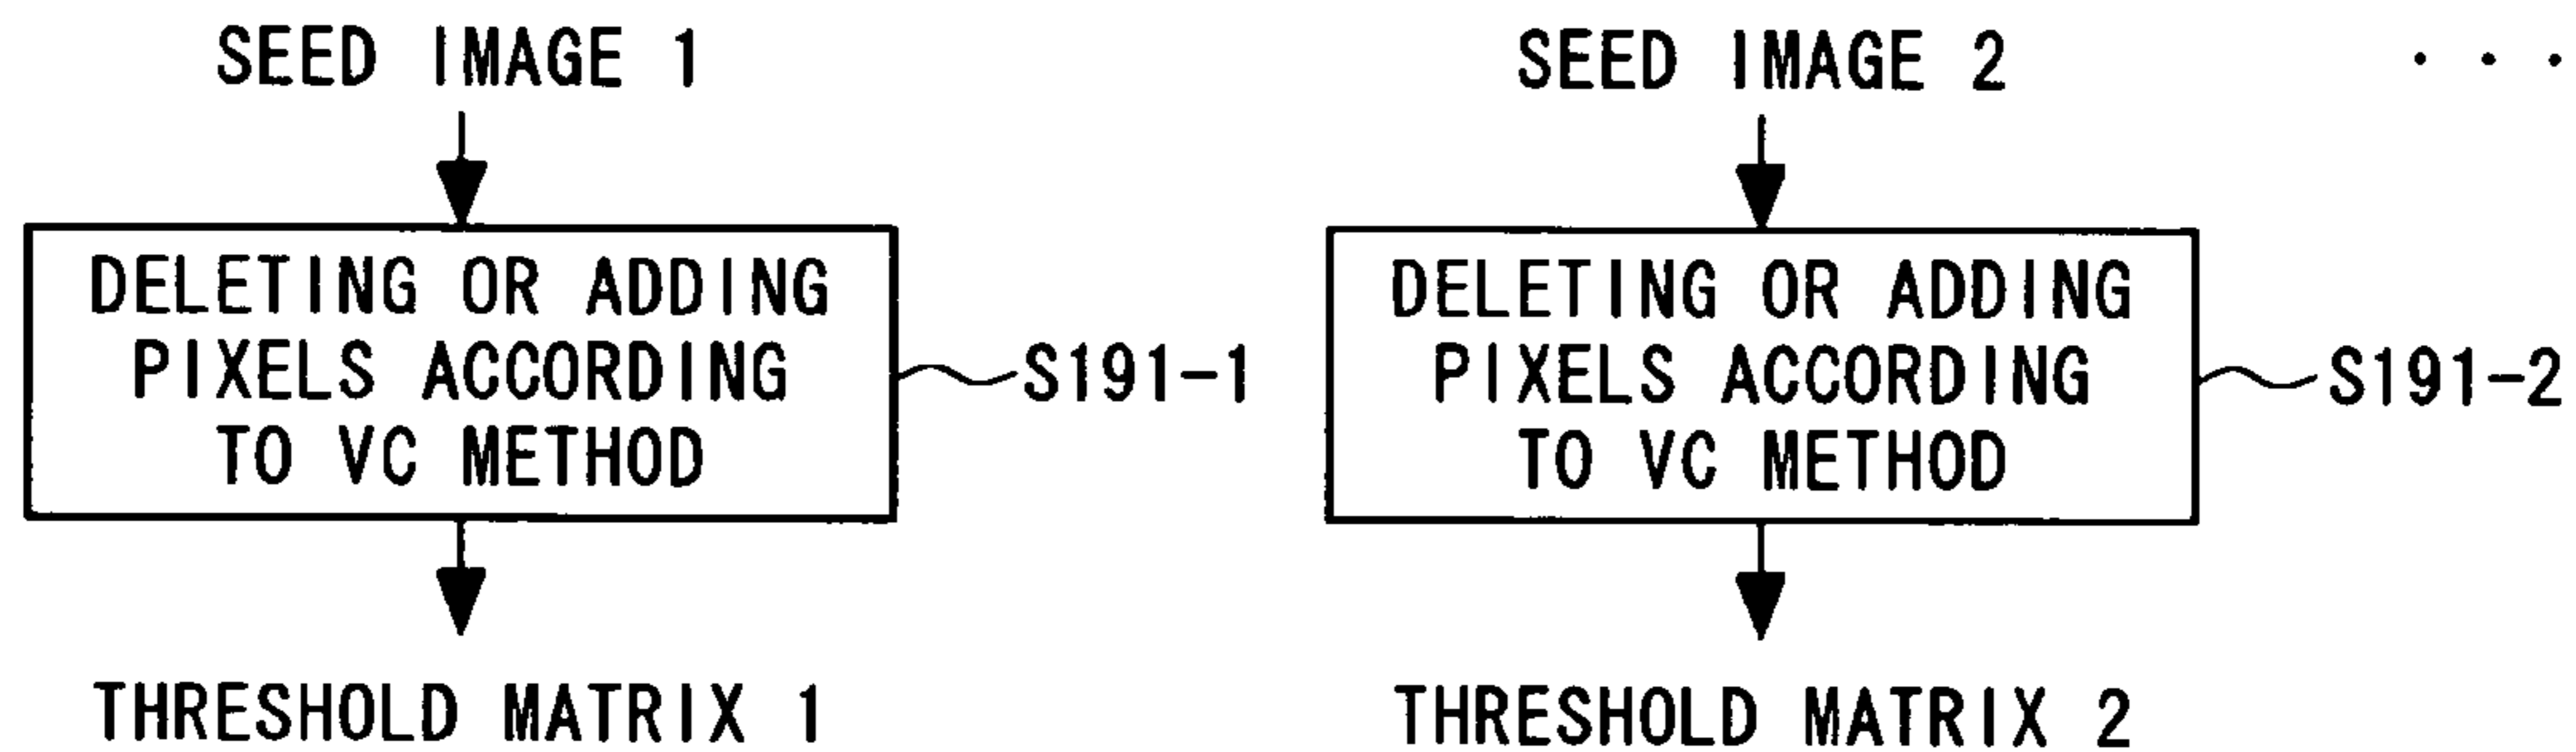 SEED IMAGE 1
DELETING OR ADDING
PIXELS ACCORDING
TO VC METHOD
S191-1
THRESHOLD MATRIX 1
SEED IMAGE 2
DELETING OR ADDING
PIXELS ACCORDING
TO VC METHOD
S191-2
THRESHOLD MATRIX 2
· · ·